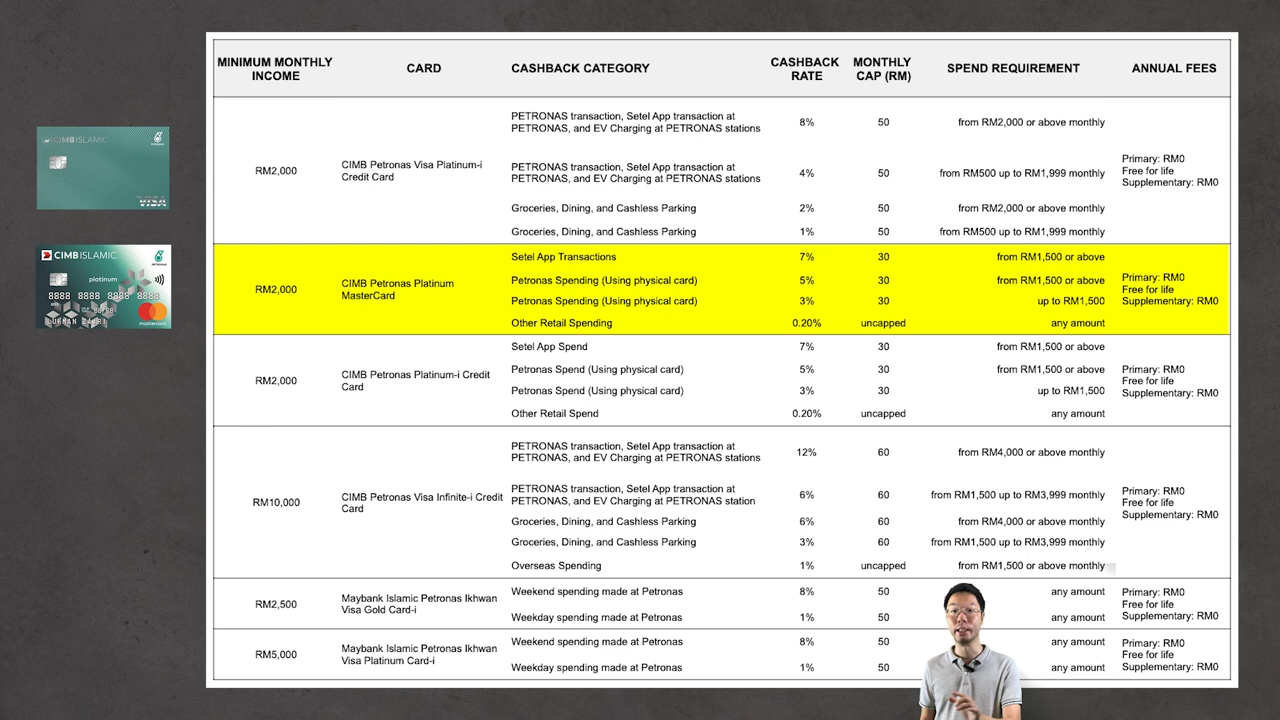 MINIMUM MONTHLY
INCOME
CARD
CASHBACK CATEGORY
CASHBACK
RATE
MONTHLY
CAP (RM)
SPEND REQUIREMENT
ANNUAL FEES
RM2,000
CIMB Petronas Visa Platinum-i
Credit Card
PETRONAS transaction, Setel App transaction at
PETRONAS, and EV Charging at PETRONAS stations
8%
50
from RM2,000 or above monthly
PETRONAS transaction, Setel App transaction at
PETRONAS, and EV Charging at PETRONAS stations
4%
50
from RM500 up to RM1,999 monthly
Groceries, Dining, and Cashless Parking
2%
50
from RM2,000 or above monthly
Groceries, Dining, and Cashless Parking
1%
50
from RM500 up to RM1,999 monthly
Primary: RM0
Free for life
Supplementary: RM0
RM2,000
CIMB Petronas Platinum
MasterCard
Setel App Transactions
7%
30
from RM1,500 or above
Petronas Spending (Using physical card)
5%
30
from RM1,500 or above
Petronas Spending (Using physical card)
3%
30
up to RM1,500
Other Retail Spending
0.20%
uncapped
any amount
Primary: RM0
Free for life
Supplementary: RM0
RM2,000
CIMB Petronas Platinum-i Credit
Card
Setel App Spend
7%
30
from RM1,500 or above
Petronas Spend (Using physical card)
5%
30
from RM1,500 or above
Petronas Spend (Using physical card)
3%
30
up to RM1,500
Other Retail Spend
0.20%
uncapped
any amount
Primary: RM0
Free for life
Supplementary: RM0
RM10,000
CIMB Petronas Visa Infinite-i Credit
Card
PETRONAS transaction, Setel App transaction at
PETRONAS, and EV Charging at PETRONAS stations
12%
60
from RM4,000 or above monthly
PETRONAS transaction, Setel App transaction at
PETRONAS, and EV Charging at PETRONAS station
6%
60
from RM1,500 up to RM3,999 monthly
Groceries, Dining, and Cashless Parking
6%
60
from RM4,000 or above monthly
Groceries, Dining, and Cashless Parking
3%
60
from RM1,500 up to RM3,999 monthly
Overseas Spending
1%
uncapped
from RM1,500 or above monthly
Primary: RM0
Free for life
Supplementary: RM0
RM2,500
Maybank Islamic Petronas Ikhwan
Visa Gold Card-i
Weekend spending made at Petronas
8%
50
any amount
Weekday spending made at Petronas
1%
50
any amount
Primary: RM0
Free for life
Supplementary: RM0
RM5,000
Maybank Islamic Petronas Ikhwan
Visa Platinum Card-i
Weekend spending made at Petronas
8%
50
any amount
Weekday spending made at Petronas
1%
50
any amount
Primary: RM0
Free for life
Supplementary: RM0
CIMB ISLAMIC
VISA
CIMB ISLAMIC
platinum
8888 8888 8888 8888
mastercard